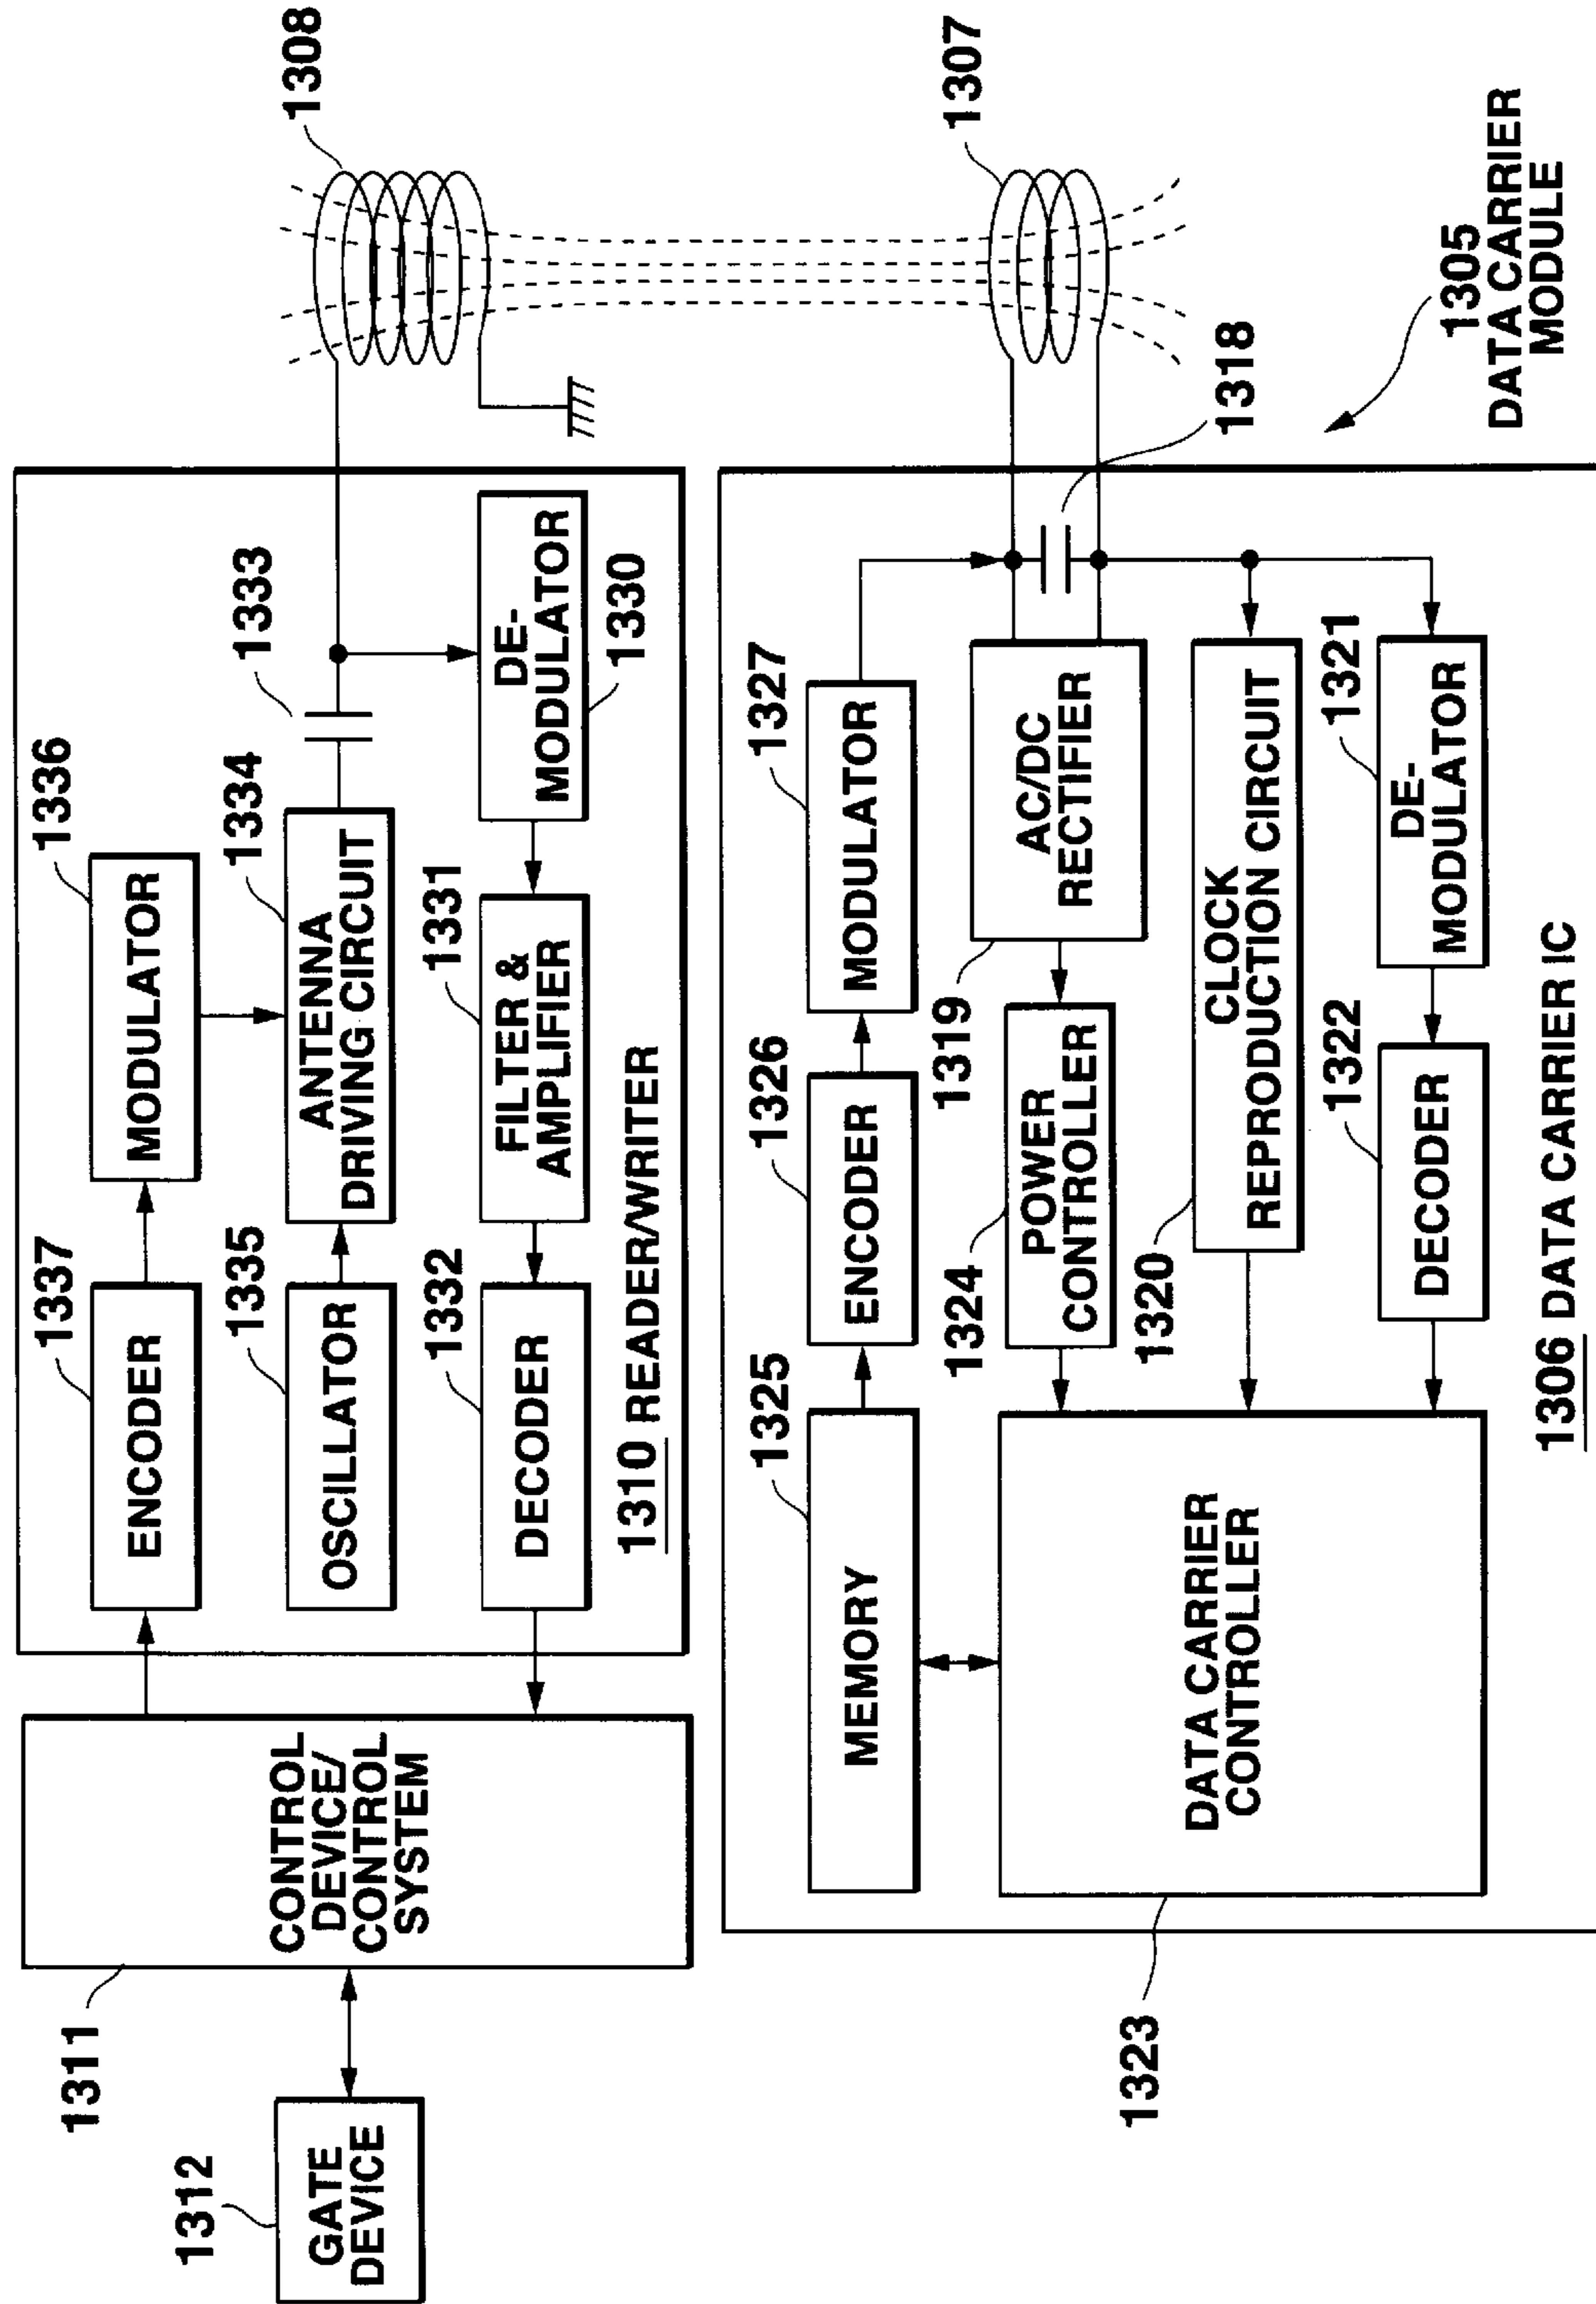 1312
GATE
DEVICE
1311
CONTROL
DEVICE/
CONTROL
SYSTEM
1337
ENCODER
1336
MODULATOR
1335
OSCILLATOR
1334
ANTENNA
DRIVING CIRCUIT
1333
1308
1332
DECODER
1331
FILTER &
AMPLIFIER
DE-
MODULATOR
1330
1310 READER/WRITER
1325
MEMORY
1326
ENCODER
1327
MODULATOR
1307
1323
DATA CARRIER
CONTROLLER
1324
POWER
CONTROLLER
1319
AC/DC
RECTIFIER
1318
1320
CLOCK
REPRODUCTION CIRCUIT
1322
DECODER
1321
DE-
MODULATOR
1305
DATA CARRIER
MODULE
1306 DATA CARRIER IC